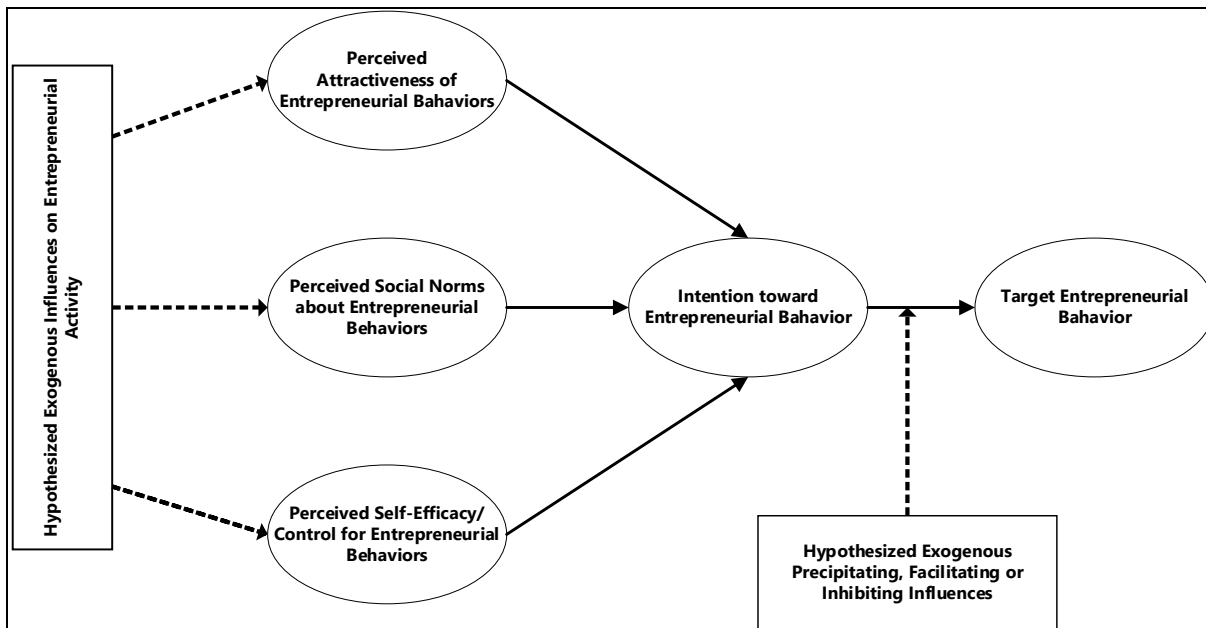 Hypothesized Exogenous Influences on Entrepreneurial
Activity
Perceived
Attractiveness of
Entrepreneurial Bahaviors
Perceived Social Norms
about Entrepreneurial
Behaviors
Perceived Self-Efficacy/
Control for Entrepreneurial
Behaviors
Intention toward
Entrepreneurial Bahavior
Target Entrepreneurial
Bahavior
Hypothesized Exogenous
Precipitating, Facilitating or
Inhibiting Influences